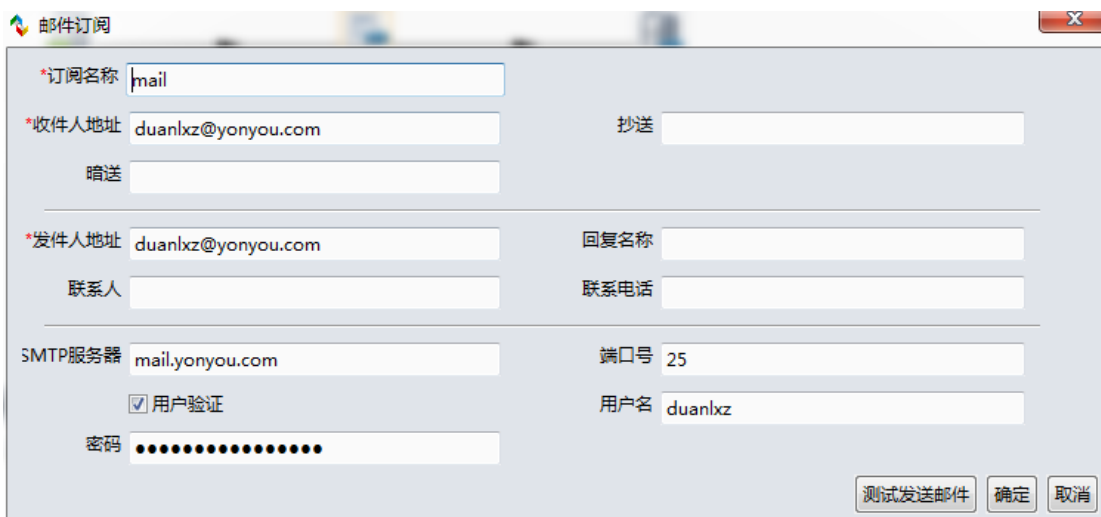 邮件订阅
*订阅名称 mail
*收件人地址 duanlxz@yonyou.com 抄送
暗送
*发件人地址 duanlxz@yonyou.com 回复名称
联系人 联系电话
SMTP服务器 mail.yonyou.com 端口号 25
用户验证 用户名 duanlxz
密码 ●●●●●●●●●●●●●●●●
测试发送邮件 确定 取消